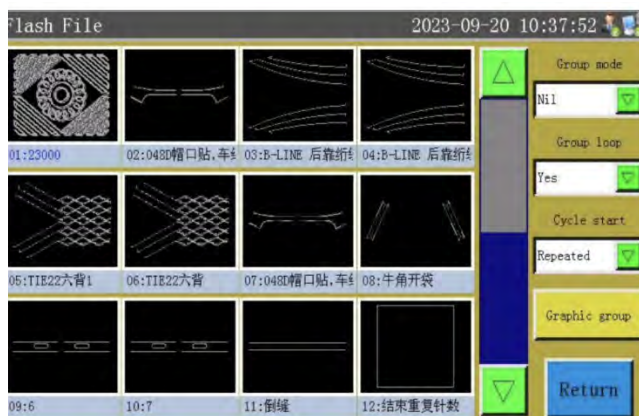 Flash File
2023-09-20 10:37:52
01:23000
02:048D帽口贴,车
03:B-LINE 后靠绗
04:B-LINE 后靠绗
Group mode
Nil
Group loop
Yes
05:TIE22六背1
06:TIE22六背
07:048D帽口贴,车
08:牛角开袋
Cycle start
Repeated
Graphic group
09:6
10:7
11:倒缝
12:结束重复针数
Return